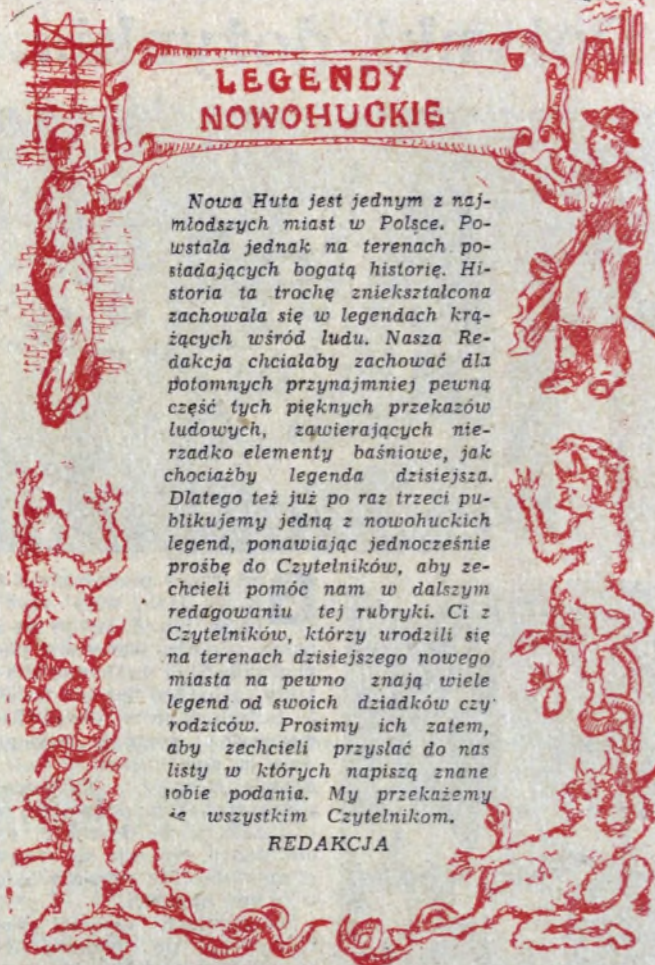 LEGENDY
NOWOHUCKIE
Nowa Huta jest jednym z naj-
młodszych miast w Polsce. Po-
wstała jednak na terenach po-
siadających bogatą historię. Hi-
storia ta trochę zniekształcona
zachowała się w legendach krą-
żących wśród ludu. Nasza Re-
dakcja chciałaby zachować dla
potomnych przynajmniej pewną
część tych pięknych przekazów
ludowych, zawierających nie-
rzadko elementy baśniowe, jak
chociażby legenda dzisiejsza.
Dlatego też już po raz trzeci pu-
blikujemy jedną z nowohuckich
legend, ponawiając jednocześnie
prośbę do Czytelników, aby ze-
chcieli pomóc nam w dalszym
redagowaniu tej rubryki. Ci z
Czytelników, którzy urodzili się
na terenach dzisiejszego nowego
miasta na pewno znają wiele
legend od swoich dziadków czy
rodziców. Prosimy ich zatem,
aby zechcieli przysłać do nas
listy w których napiszą znane
sobie podania. My przekażemy
je wszystkim Czytelnikom.
REDAKCJA